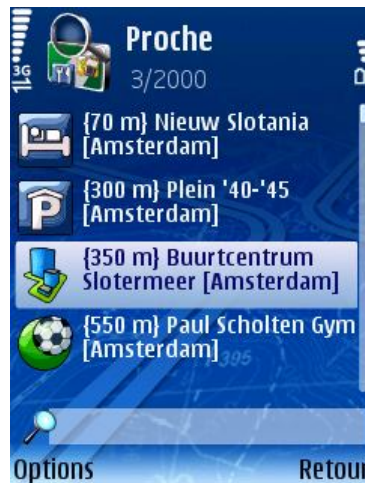 Proche
3G
3/2000
{70 m} Nieuw Slotania
[Amsterdam]
{300 m} Plein '40-'45
[Amsterdam]
{350 m} Buurtcentrum
Slotermeer [Amsterdam]
{550 m} Paul Scholten Gym
[Amsterdam]
395
Options
Retour